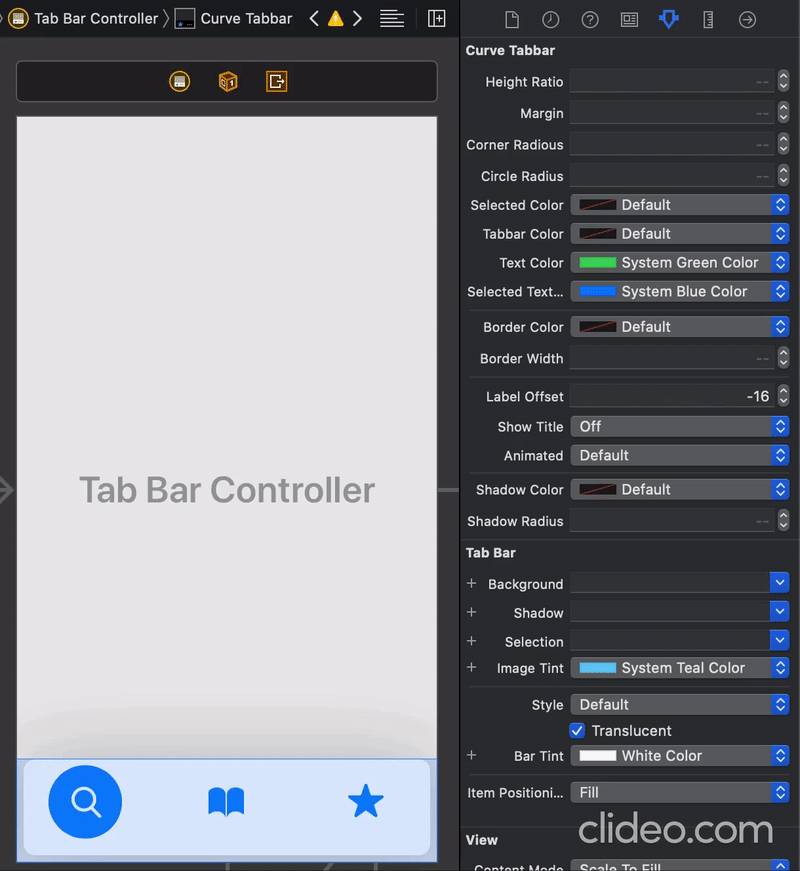 Tab Bar Controller
Curve Tabbar
Curve Tabbar
Height Ratio
--
Margin
--
Corner Radious
--
Circle Radius
--
Selected Color
Default
Tabbar Color
Default
Text Color
System Green Color
Selected Text...
System Blue Color
Border Color
Default
Border Width
--
Label Offset
-16
Show Title
Off
Animated
Default
Shadow Color
Default
Shadow Radius
--
Tab Bar Controller
Tab Bar
Background
Shadow
Selection
Image Tint
System Teal Color
Style
Default
Translucent
Bar Tint
White Color
Item Positioni...
Fill
View
Content Mode
Scale To Fill
clideo.com